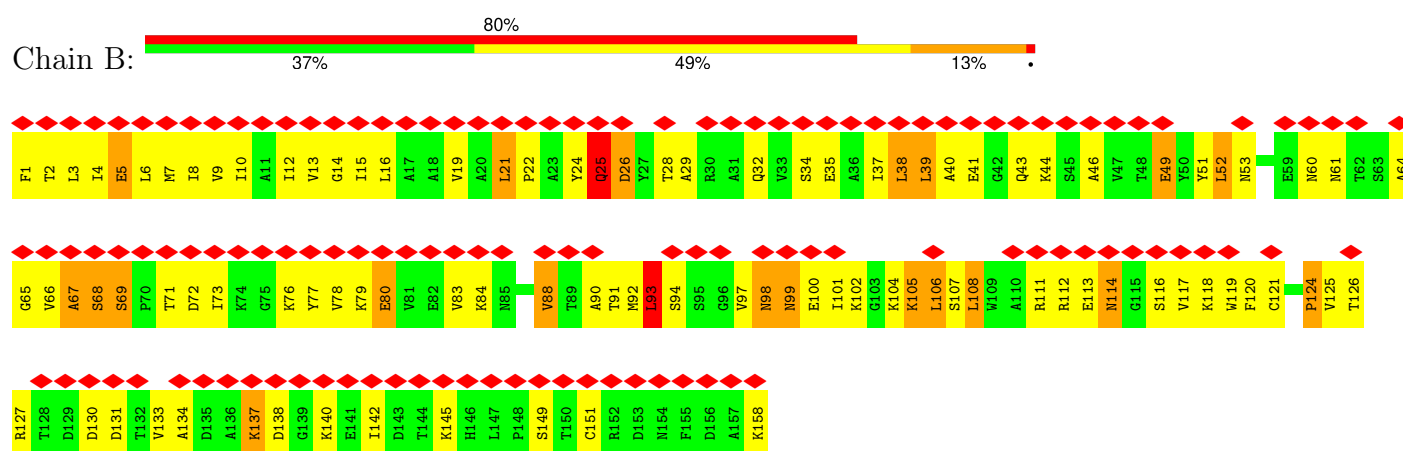 80%
Chain B:
37% 49% 13% •
F1 T2 L3 I4 E5 L6 M7 I8 V9 I10 A11 I12 V13 G14 I15 L16 A17 A18 V19 A20 L21 P22 A23 Y24 Q25 D26 Y27 T28 A29 R30 A31 Q32 V33 S34 E35 A36 I37 L38 L39 A40 E41 G42 Q43 K44 S45 A46 V47 T48 E49 Y50 Y51 L52 N53 E59 N60 N61 T62 S63 A64
G65 V66 A67 S68 S69 P70 T71 D72 I73 K74 G75 K76 Y77 V78 K79 E80 V81 E82 V83 K84 N85 V88 T89 A90 T91 M92 L93 S94 S95 G96 V97 N98 N99 E100 I101 K102 G103 K104 K105 L106 S107 L108 W109 A110 R111 R112 E113 N114 G115 S116 V117 K118 W119 F120 C121 P124 V125 T126
R127 T128 D129 D130 D131 T132 V133 A134 D135 A136 K137 D138 G139 K140 E141 I142 D143 T144 K145 H146 L147 P148 S149 T150 C151 R152 D153 N154 F155 D156 A157 K158